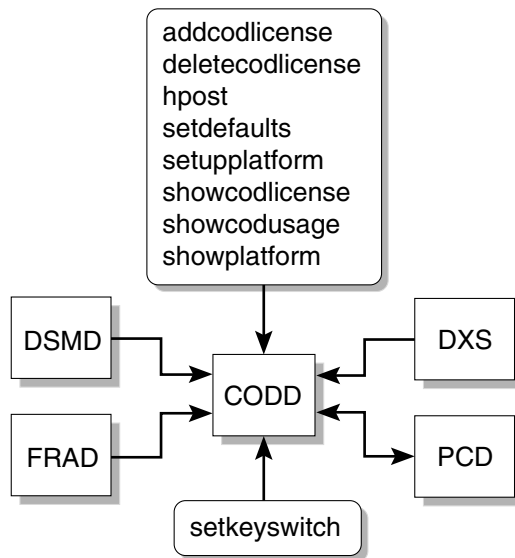 addcodlicense
deletecodlicense
hpost
setdefaults
setupplatform
showcodlicense
showcodusage
showplatform
DSMD
DXS
CODD
FRAD
PCD
setkeyswitch